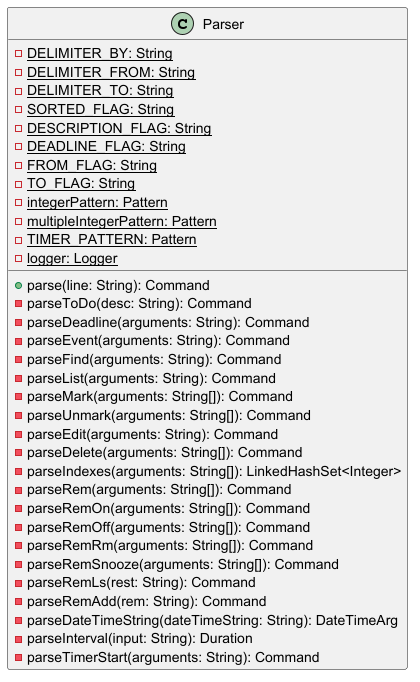 C Parser
DELIMITER_BY: String
DELIMITER_FROM: String
DELIMITER_TO: String
SORTED_FLAG: String
DESCRIPTION_FLAG: String
DEADLINE_FLAG: String
FROM_FLAG: String
TO_FLAG: String
integerPattern: Pattern
multipleIntegerPattern: Pattern
TIMER_PATTERN: Pattern
logger: Logger
parse(line: String): Command
parseToDo(desc: String): Command
parseDeadline(arguments: String): Command
parseEvent(arguments: String): Command
parseFind(arguments: String): Command
parseList(arguments: String): Command
parseMark(arguments: String[]): Command
parseUnmark(arguments: String[]): Command
parseEdit(arguments: String): Command
parseDelete(arguments: String[]): Command
parseIndexes(arguments: String[]): LinkedHashSet<Integer>
parseRem(arguments: String[]): Command
parseRemOn(arguments: String[]): Command
parseRemOff(arguments: String[]): Command
parseRemRm(arguments: String[]): Command
parseRemSnooze(arguments: String[]): Command
parseRemLs(rest: String): Command
parseRemAdd(rem: String): Command
parseDateTimeString(dateTimeString: String): DateTimeArg
parseInterval(input: String): Duration
parseTimerStart(arguments: String): Command